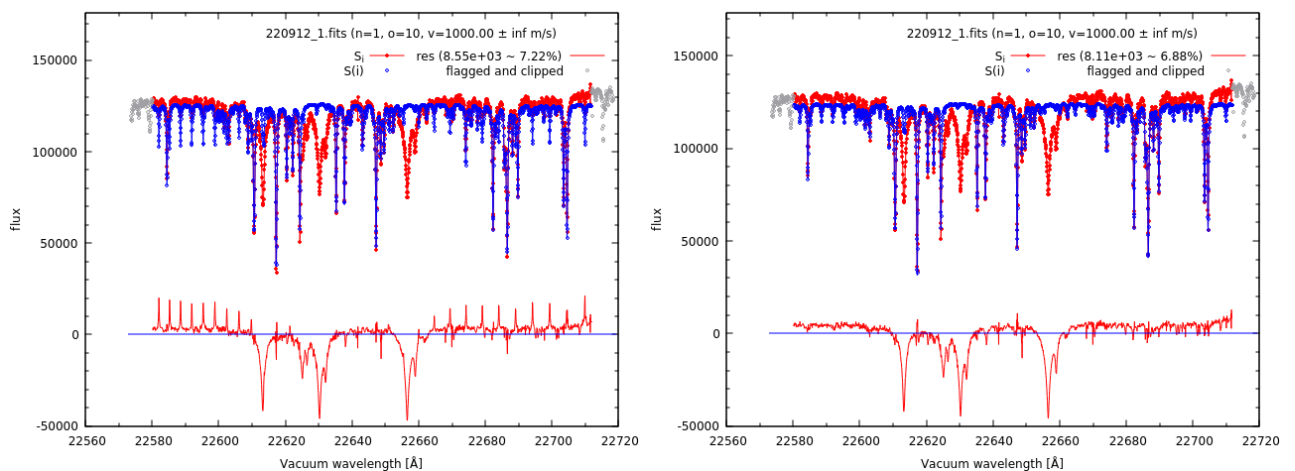 220912_1.fits (n=1, o=10, v=1000.00 ± inf m/s)
Si res (8.55e+03 ~ 7.22%)
S(i) flagged and clipped
150000
100000
50000
0
-50000
flux
22560 22580 22600 22620 22640 22660 22680 22700 22720
Vacuum wavelength [Å]
220912_1.fits (n=1, o=10, v=1000.00 ± inf m/s)
Si res (8.11e+03 ~ 6.88%)
S(i) flagged and clipped
150000
100000
50000
0
-50000
flux
22560 22580 22600 22620 22640 22660 22680 22700 22720
Vacuum wavelength [Å]